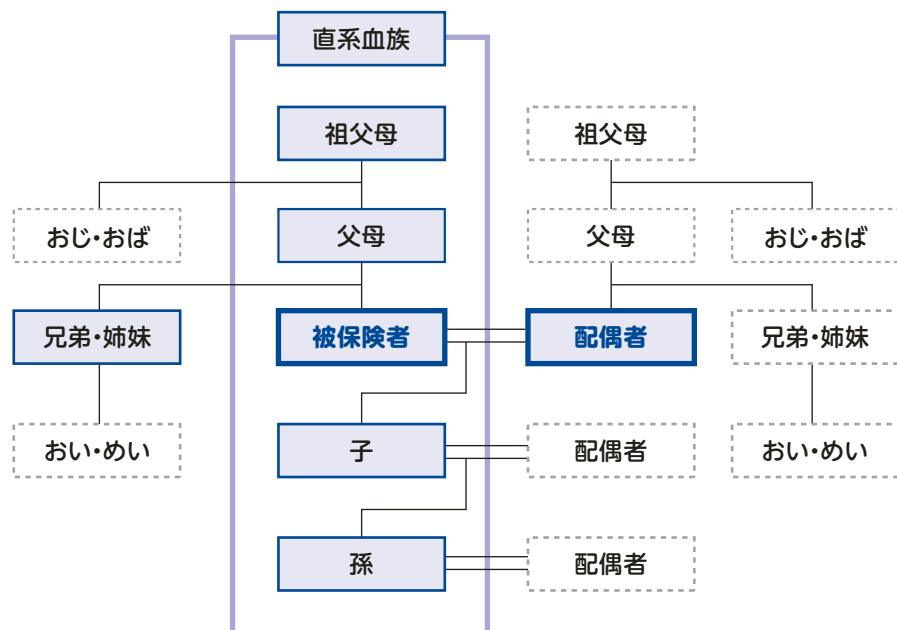 直系血族
祖父母
祖父母
おじ・おば
父母
父母
おじ・おば
兄弟・姉妹
被保険者
配偶者
兄弟・姉妹
おい・めい
子
配偶者
おい・めい
孫
配偶者